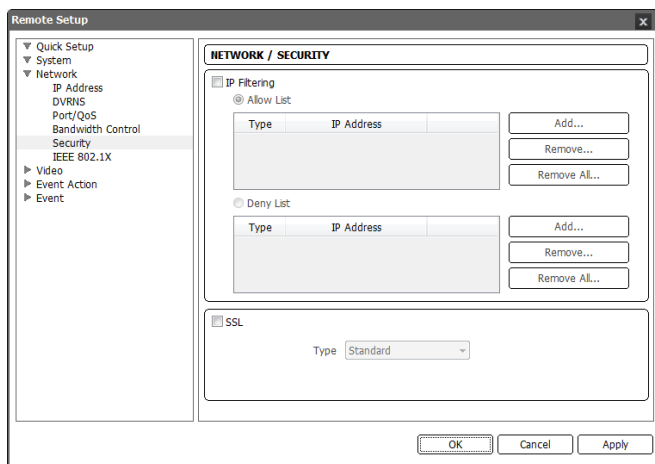 Remote Setup
Quick Setup
System
Network
IP Address
DVRNS
Port/QoS
Bandwidth Control
Security
IEEE 802.1X
Video
Event Action
Event
NETWORK / SECURITY
IP Filtering
Allow List
Type IP Address
Add...
Remove...
Remove All...
Deny List
Type IP Address
Add...
Remove...
Remove All...
SSL
Type Standard
OK Cancel Apply